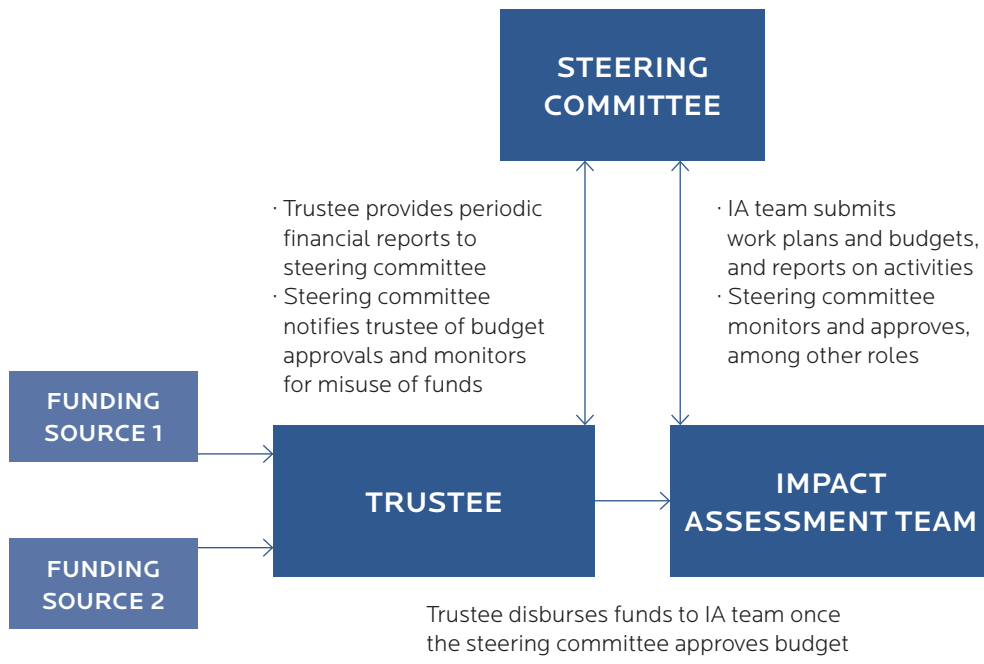 STEERING
COMMITTEE
· Trustee provides periodic
financial reports to
steering committee
· Steering committee
notifies trustee of budget
approvals and monitors
for misuse of funds
· IA team submits
work plans and budgets,
and reports on activities
· Steering committee
monitors and approves,
among other roles
FUNDING
SOURCE 1
FUNDING
SOURCE 2
TRUSTEE
IMPACT
ASSESSMENT TEAM
Trustee disburses funds to IA team once
the steering committee approves budget